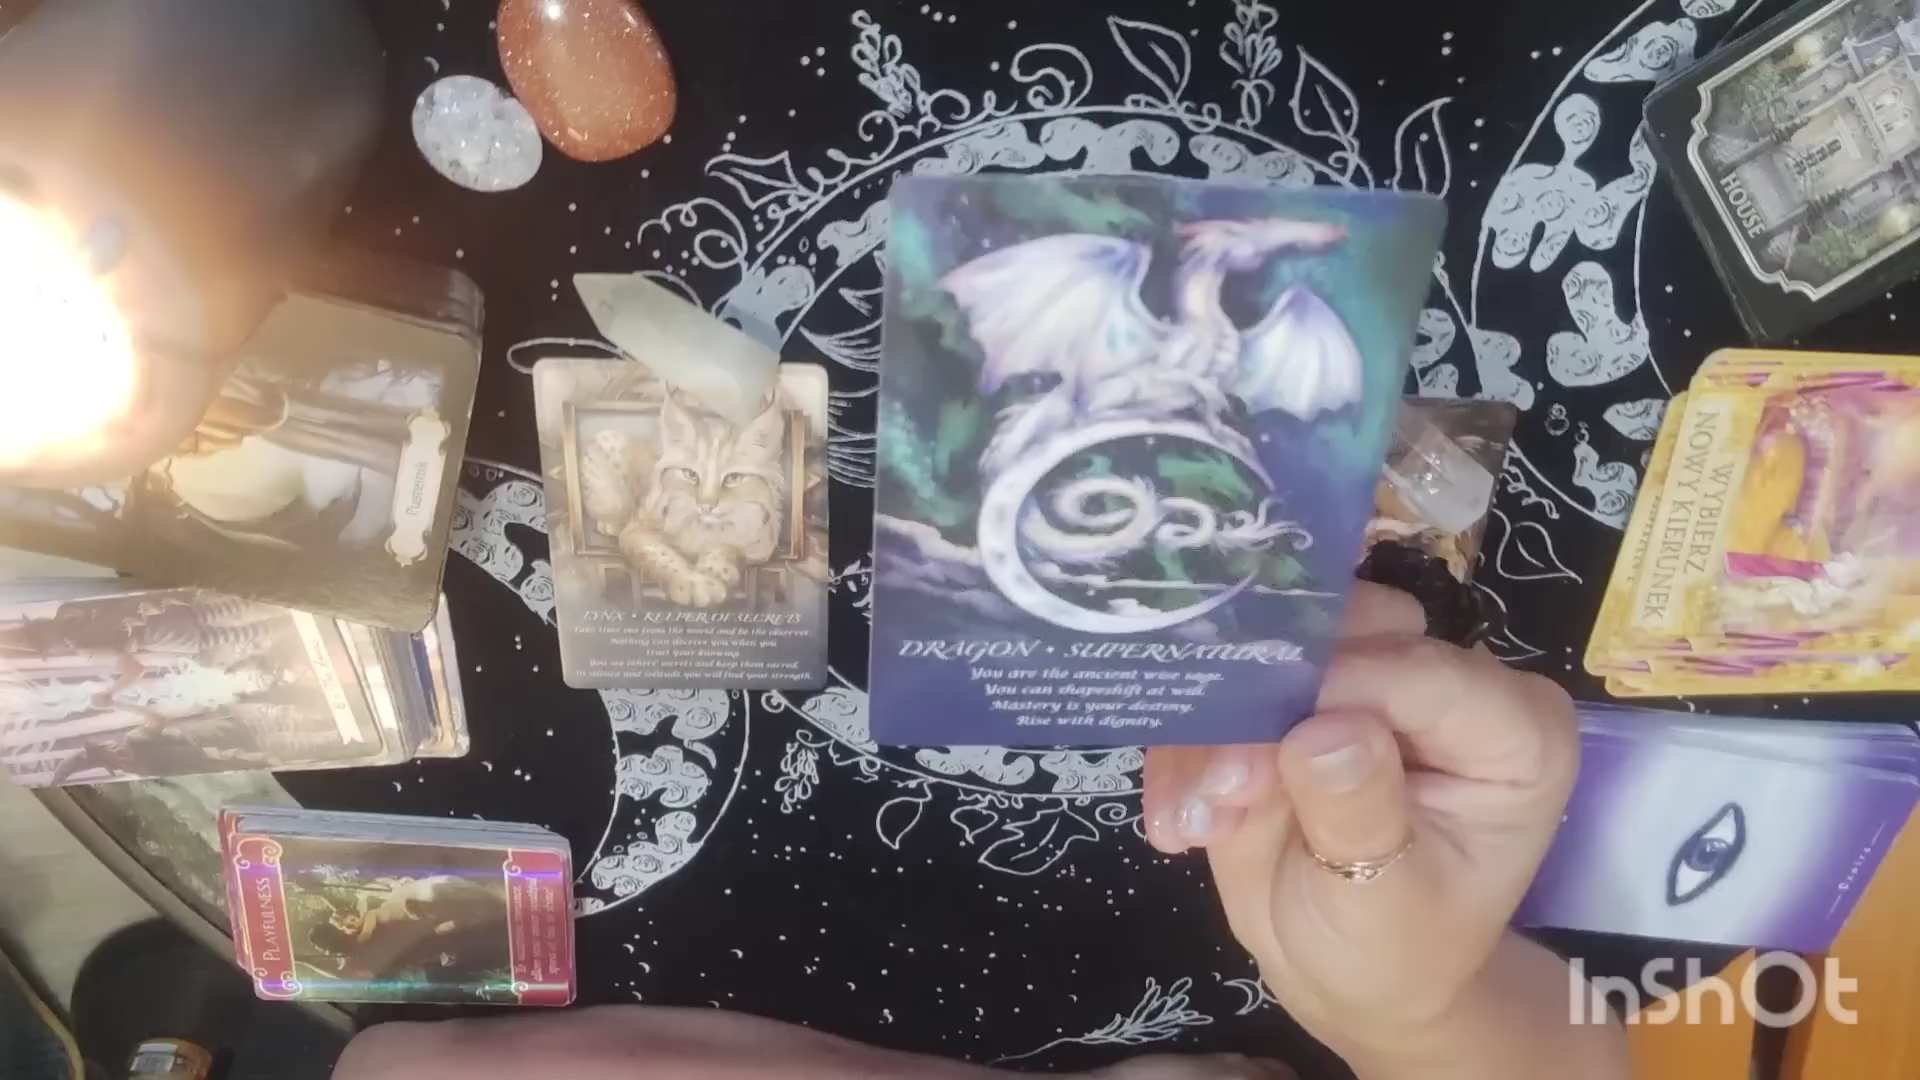 HOUSE
WYBIERZ
NOWY KIERUNEK
Pustelnik
LYNX • KEEPER OF SECRETS
Take time out from the world and be the observer.
Nothing can deceive you when you
trust your knowing.
You see others' secrets and keep them sacred.
In silence and solitude you will find your strength.
DRAGON • SUPERNATURAL
You are the ancient wise sage.
You can shapeshift at will.
Mastery is your destiny.
Rise with dignity.
PLAYFULNESS
InShOt